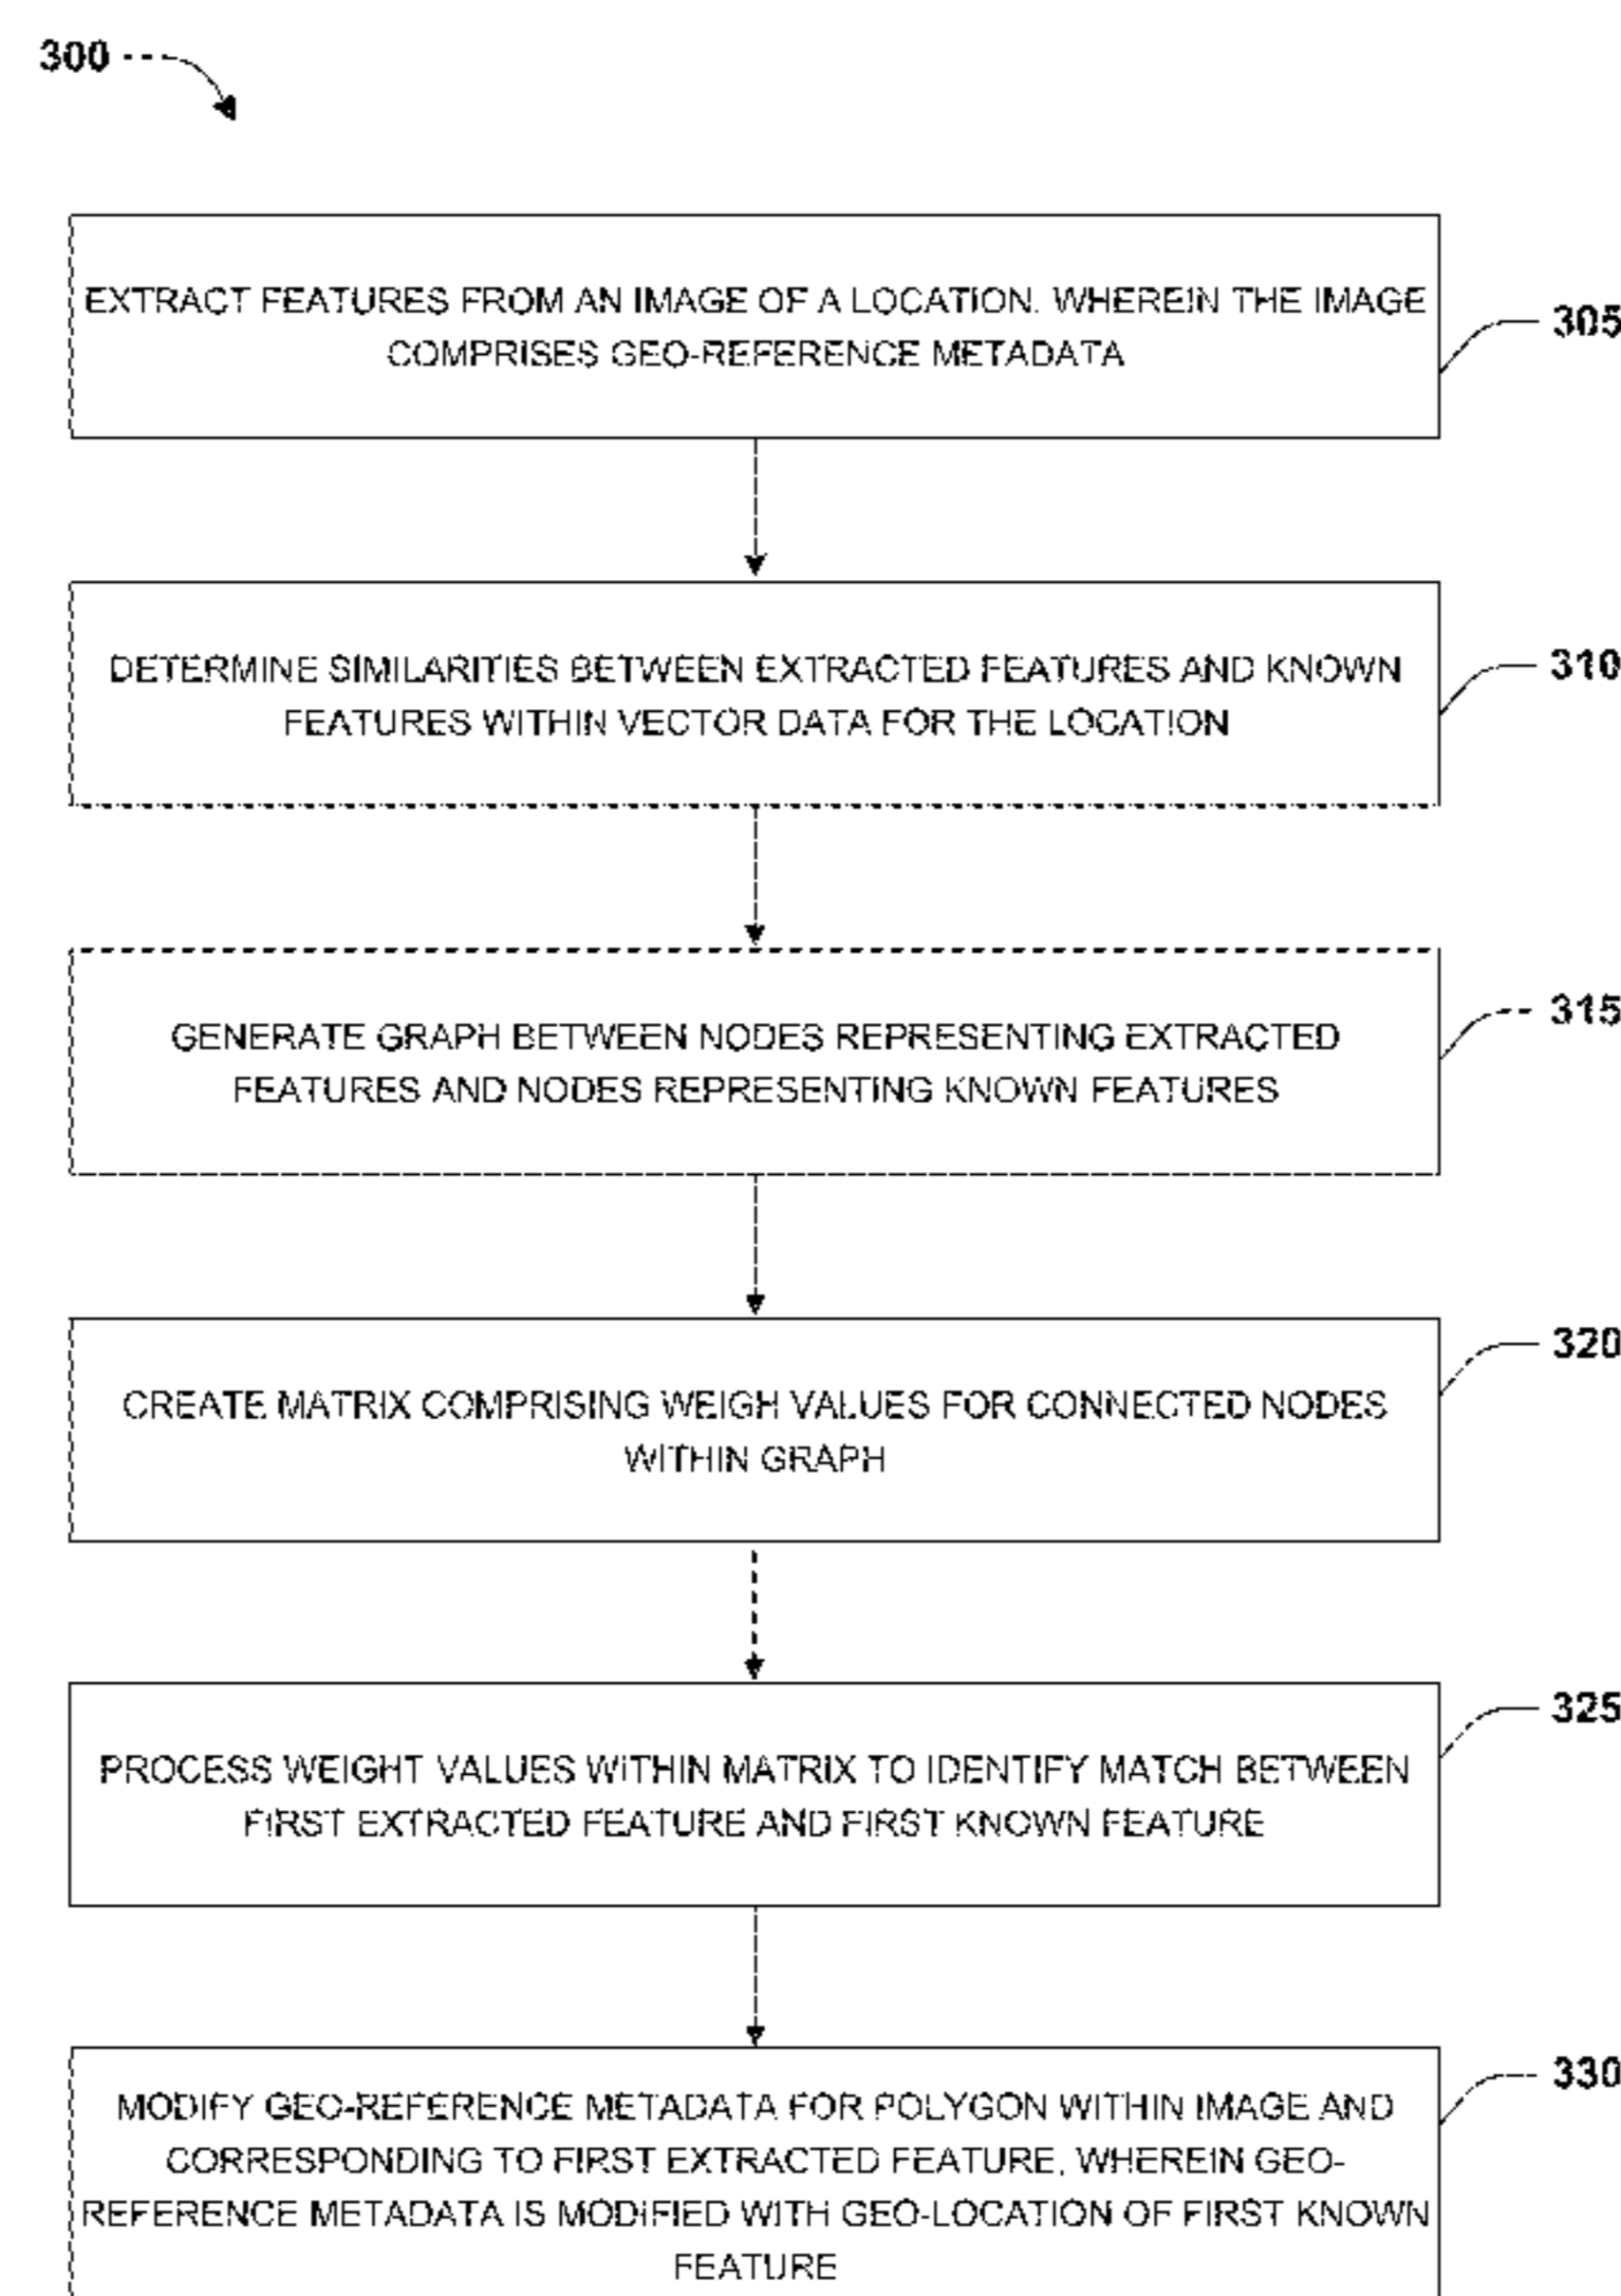 300
EXTRACT FEATURES FROM AN IMAGE OF A LOCATION, WHEREIN THE IMAGE
COMPRISES GEO-REFERENCE METADATA
305
DETERMINE SIMILARITIES BETWEEN EXTRACTED FEATURES AND KNOWN
FEATURES WITHIN VECTOR DATA FOR THE LOCATION
310
GENERATE GRAPH BETWEEN NODES REPRESENTING EXTRACTED
FEATURES AND NODES REPRESENTING KNOWN FEATURES
315
CREATE MATRIX COMPRISING WEIGH VALUES FOR CONNECTED NODES
WITHIN GRAPH
320
PROCESS WEIGHT VALUES WITHIN MATRIX TO IDENTIFY MATCH BETWEEN
FIRST EXTRACTED FEATURE AND FIRST KNOWN FEATURE
325
MODIFY GEO-REFERENCE METADATA FOR POLYGON WITHIN IMAGE AND
CORRESPONDING TO FIRST EXTRACTED FEATURE, WHEREIN GEO-
REFERENCE METADATA IS MODIFIED WITH GEO-LOCATION OF FIRST KNOWN
FEATURE
330